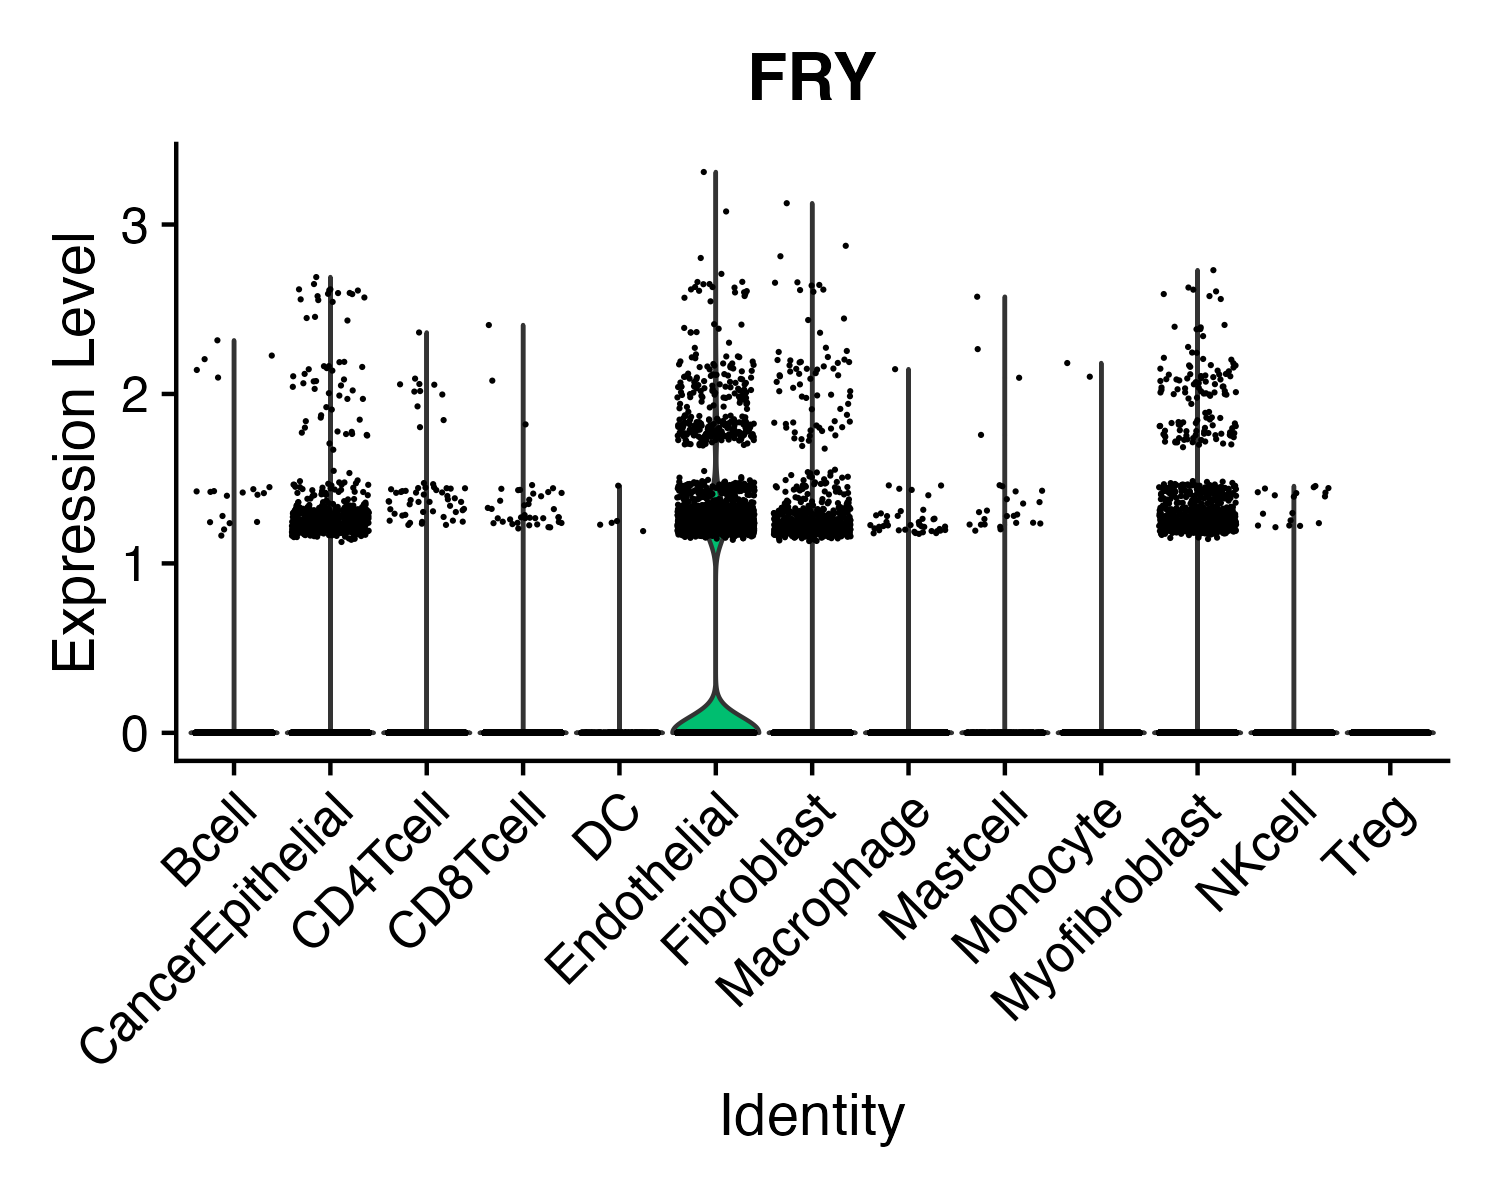 FRY
Expression Level
3
2
1
0
Bcell
CancerEpithelial
CD4Tcell
CD8Tcell
DC
Endothelial
Fibroblast
Macrophage
Mastcell
Monocyte
Myofibroblast
NKcell
Treg
Identity